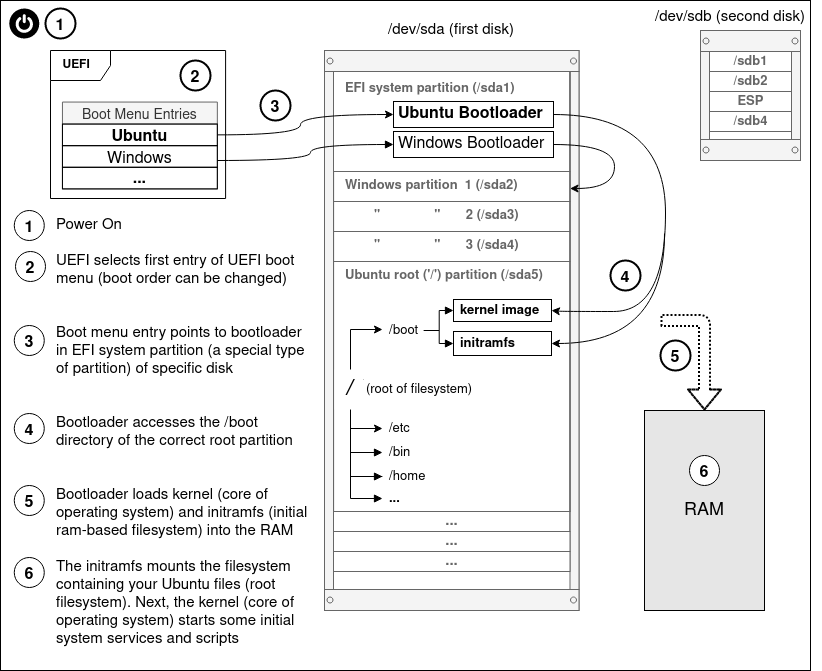 1
/dev/sda (first disk)
/dev/sdb (second disk)
UEFI
2
Boot Menu Entries
Ubuntu
Windows
...
3
EFI system partition (/sda1)
Ubuntu Bootloader
Windows Bootloader
Windows partition 1 (/sda2)
" " 2 (/sda3)
" " 3 (/sda4)
Ubuntu root ('/') partition (/sda5)
/boot
kernel image
initramfs
/ (root of filesystem)
/etc
/bin
/home
...
...
...
...
/sdb1
/sdb2
ESP
/sdb4
4
5
6
RAM
1 Power On
2 UEFI selects first entry of UEFI boot
menu (boot order can be changed)
3 Boot menu entry points to bootloader
in EFI system partition (a special type
of partition) of specific disk
4 Bootloader accesses the /boot
directory of the correct root partition
5 Bootloader loads kernel (core of
operating system) and initramfs (initial
ram-based filesystem) into the RAM
6 The initramfs mounts the filesystem
containing your Ubuntu files (root
filesystem). Next, the kernel (core of
operating system) starts some initial
system services and scripts